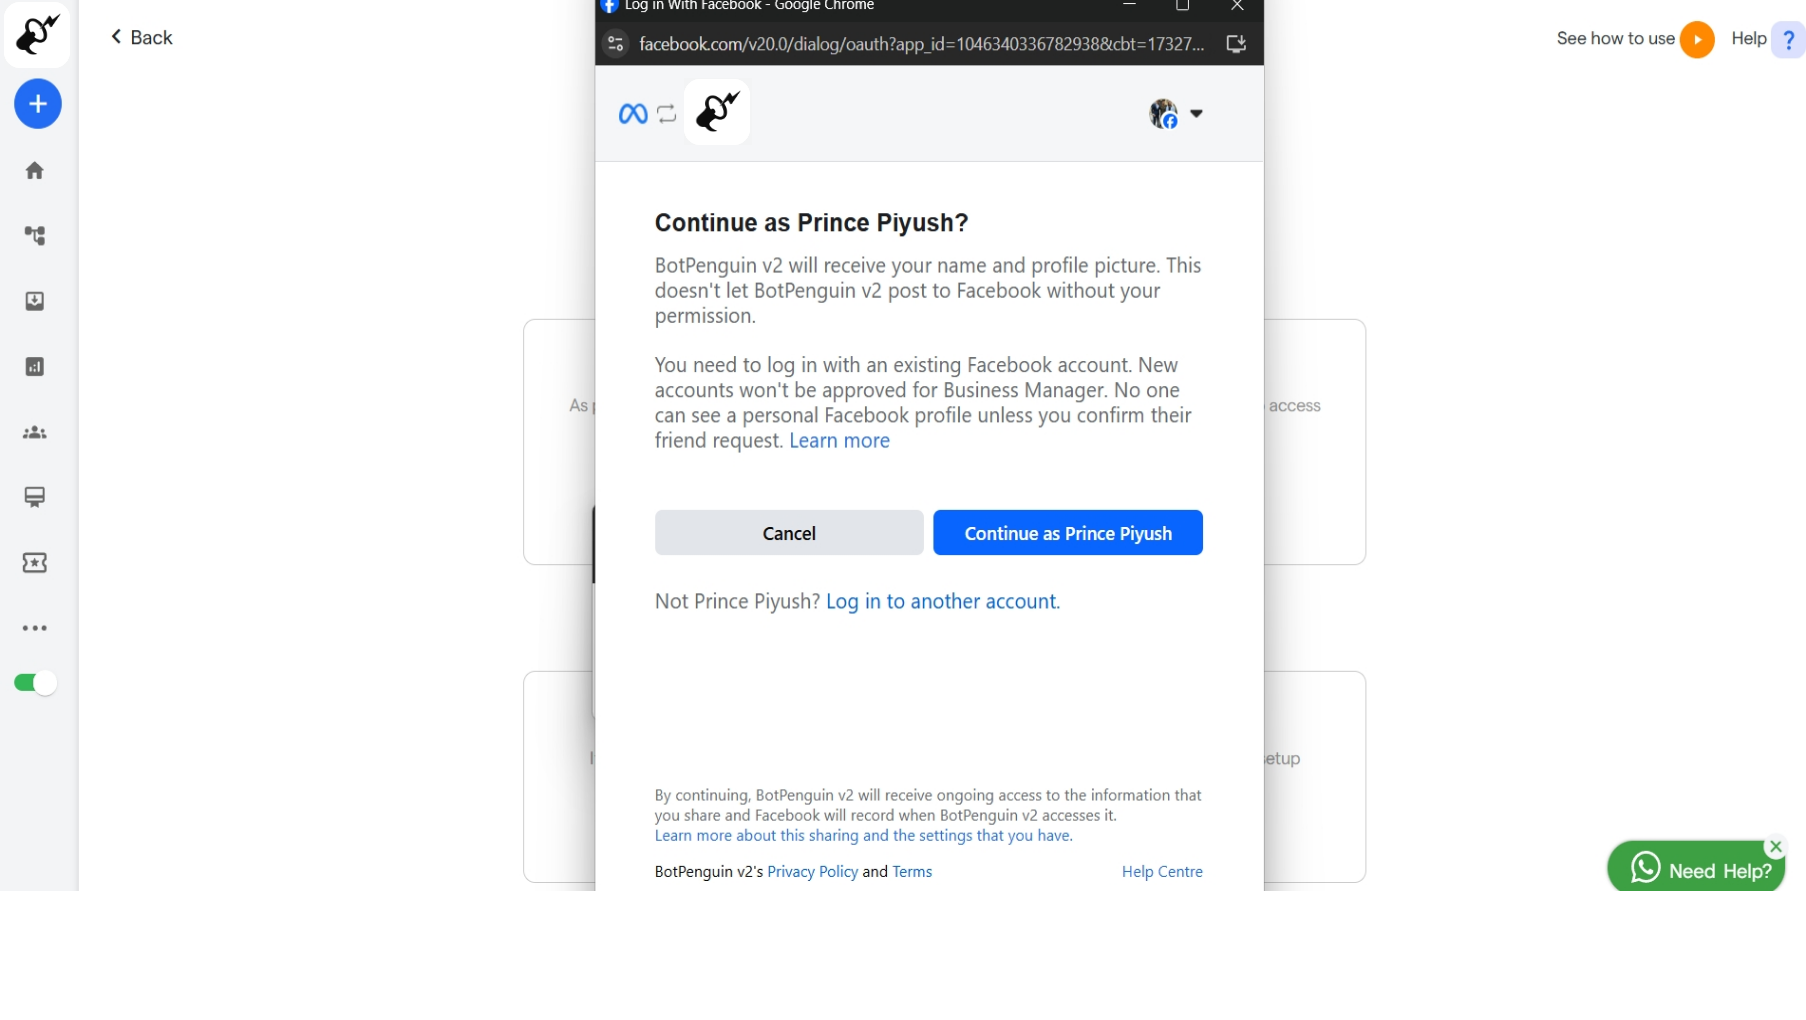 Log in With Facebook - Google Chrome
Back
facebook.com/v20.0/dialog/oauth?app_id=1046340336782938&cbt=17327...
See how to use
Help ?
Continue as Prince Piyush?
BotPenguin v2 will receive your name and profile picture. This
doesn't let BotPenguin v2 post to Facebook without your
permission.
You need to log in with an existing Facebook account. New
accounts won't be approved for Business Manager. No one
can see a personal Facebook profile unless you confirm their
friend request. Learn more
As
access
Cancel
Continue as Prince Piyush
Not Prince Piyush? Log in to another account.
setup
By continuing, BotPenguin v2 will receive ongoing access to the information that
you share and Facebook will record when BotPenguin v2 accesses it.
Learn more about this sharing and the settings that you have.
BotPenguin v2's Privacy Policy and Terms
Help Centre
Need Help?